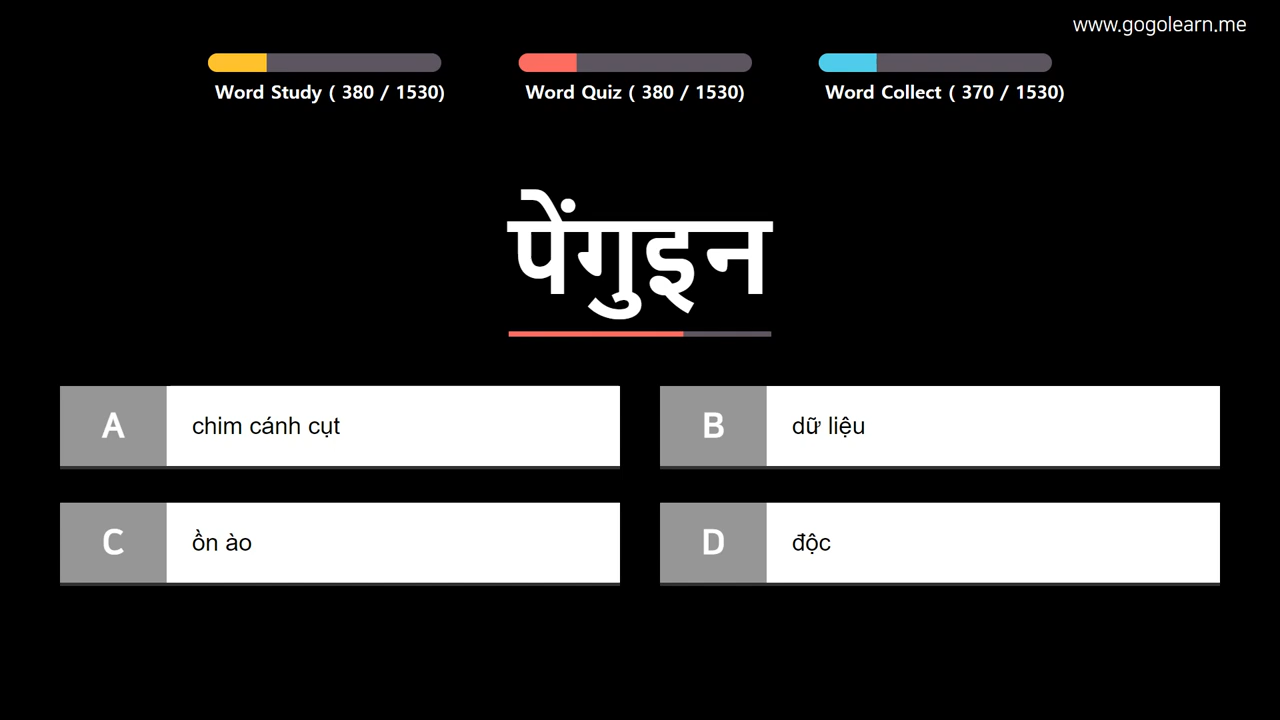 www.gogolearn.me
Word Study ( 380 / 1530)
Word Quiz ( 380 / 1530)
Word Collect ( 370 / 1530)
पेंगुइन
A
chim cánh cụt
B
dữ liệu
C
ồn ào
D
độc